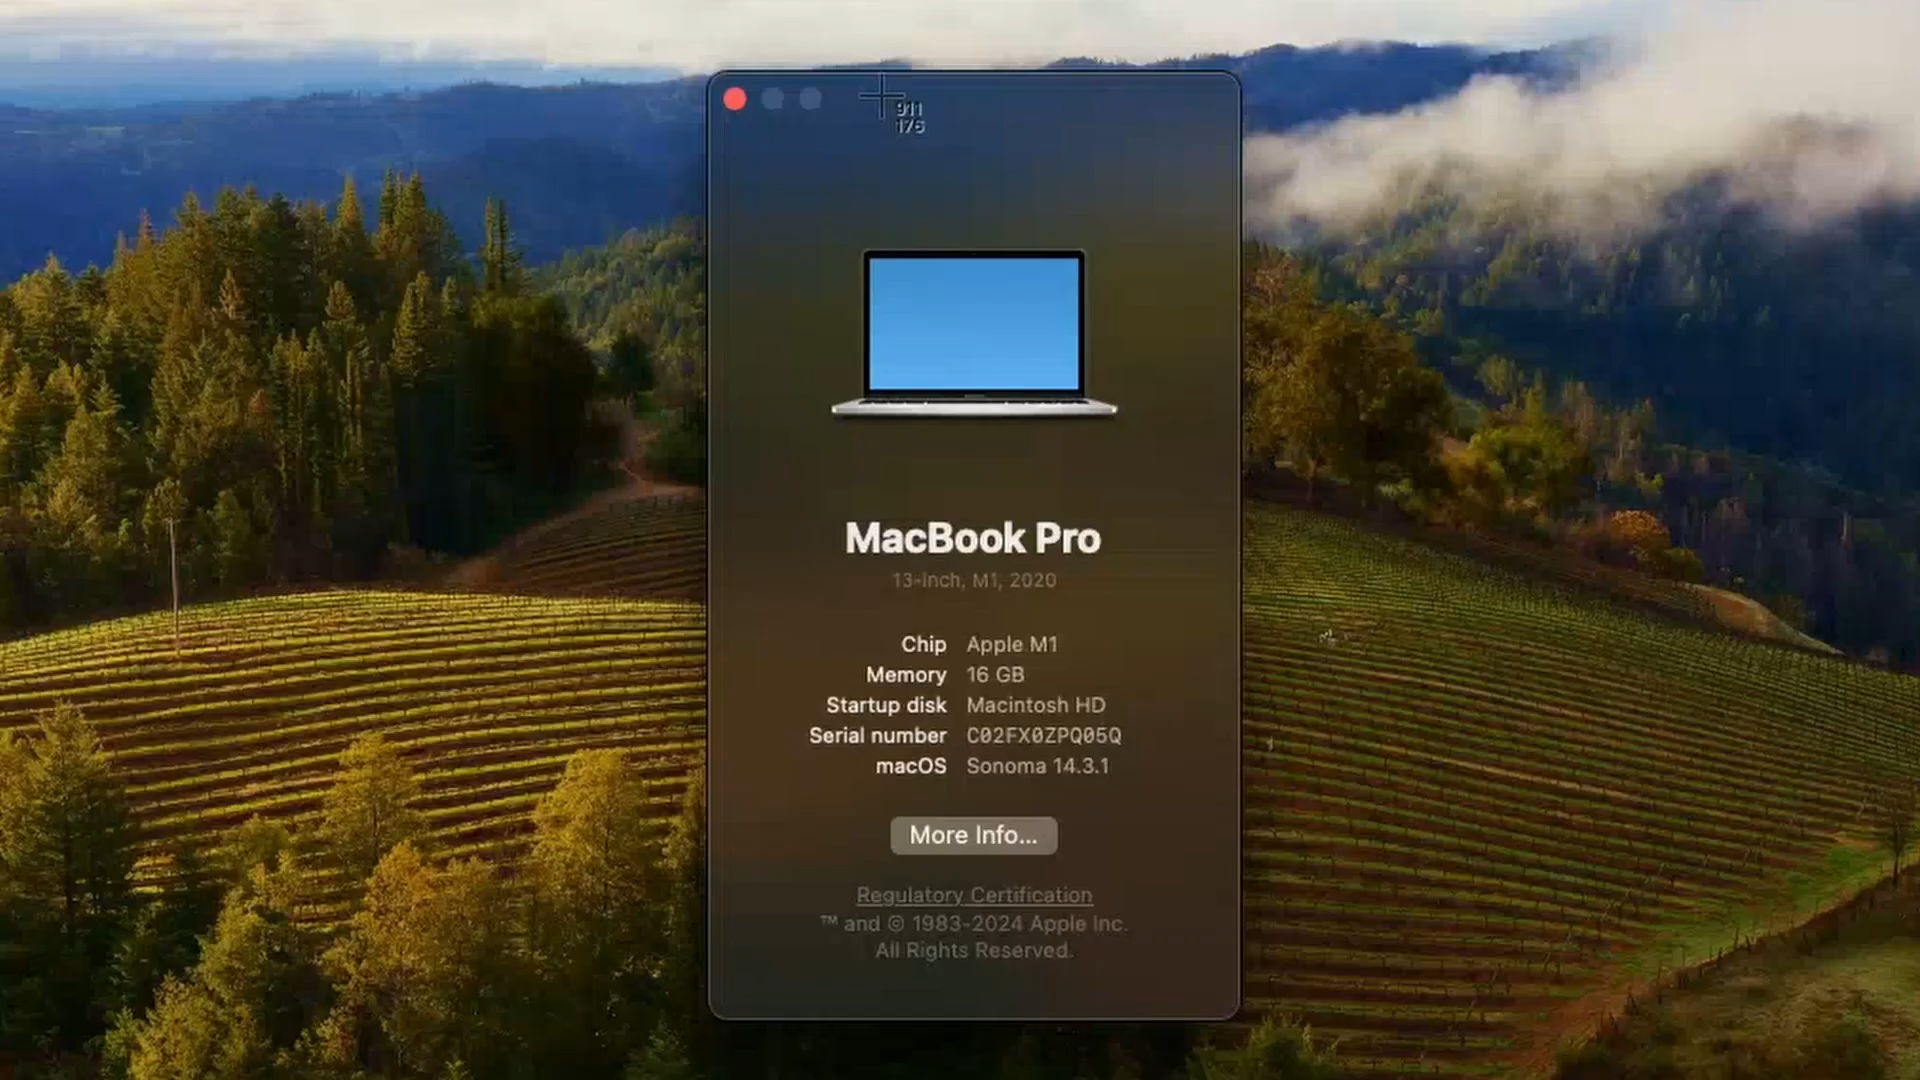 911
176
MacBook Pro
13-inch, M1, 2020
Chip Apple M1
Memory 16 GB
Startup disk Macintosh HD
Serial number C02FX0ZPQ05Q
macOS Sonoma 14.3.1
More Info...
Regulatory Certification
™ and © 1983-2024 Apple Inc.
All Rights Reserved.